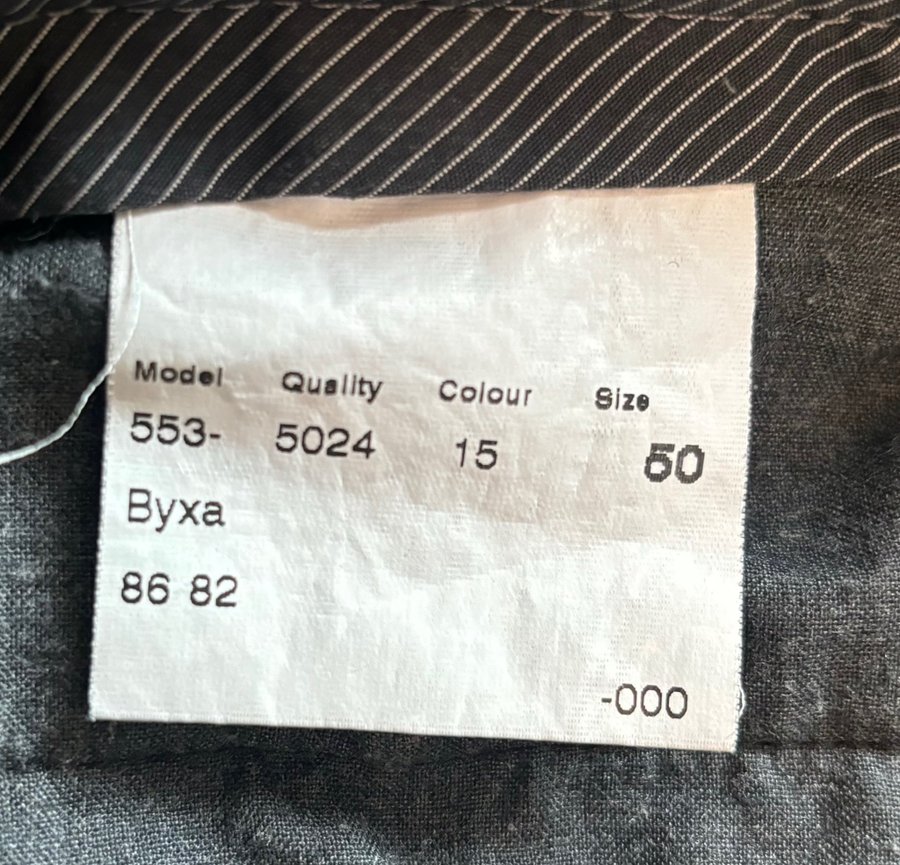 Model Quality Colour Size
553- 5024 15 50
Byxa
86 82
-000